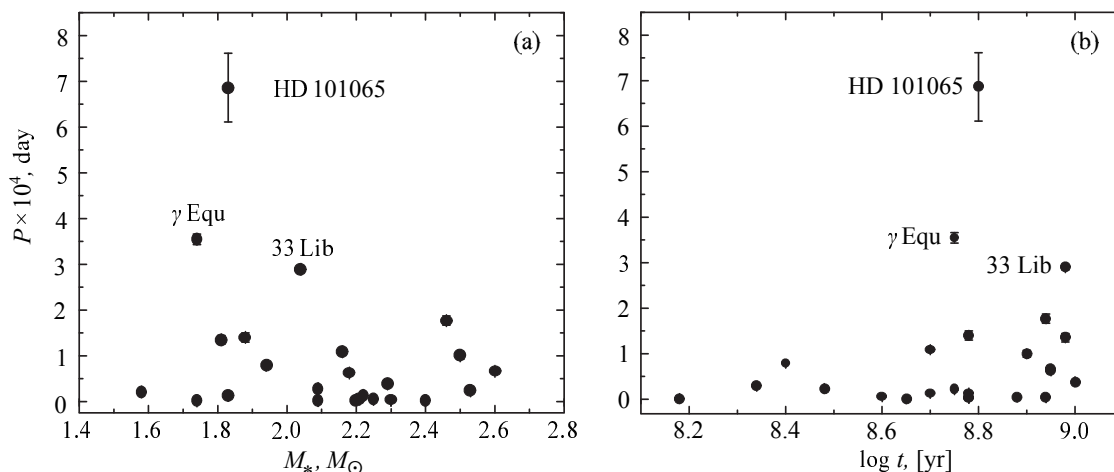 (a)
HD 101065
γ Equ
33 Lib
P × 10⁴, day
8
7
6
5
4
3
2
1
0
1.4 1.6 1.8 2.0 2.2 2.4 2.6 2.8
M*, M⊙
(b)
HD 101065
γ Equ
33 Lib
8
7
6
5
4
3
2
1
0
8.2 8.4 8.6 8.8 9.0
log t, [yr]